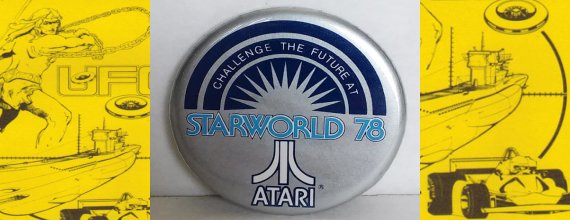 UFO
CHALLENGE THE FUTURE AT
STARWORLD 78
ATARI®